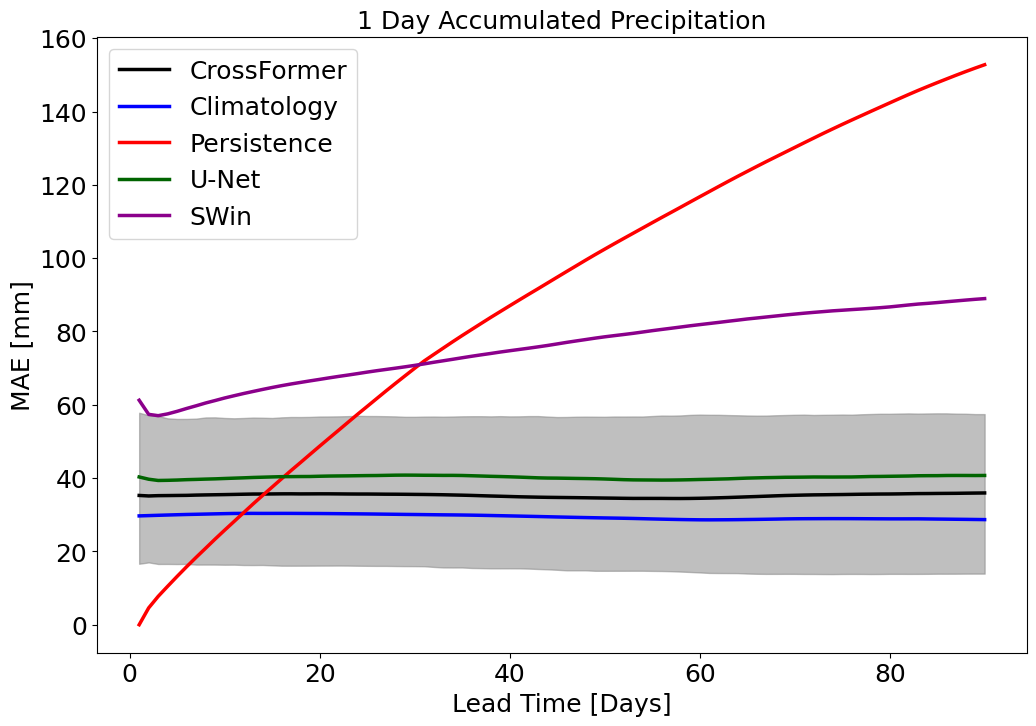 1 Day Accumulated Precipitation
160
140
120
100
80
60
40
20
0
MAE [mm]
CrossFormer
Climatology
Persistence
U-Net
SWin
0 20 40 60 80
Lead Time [Days]